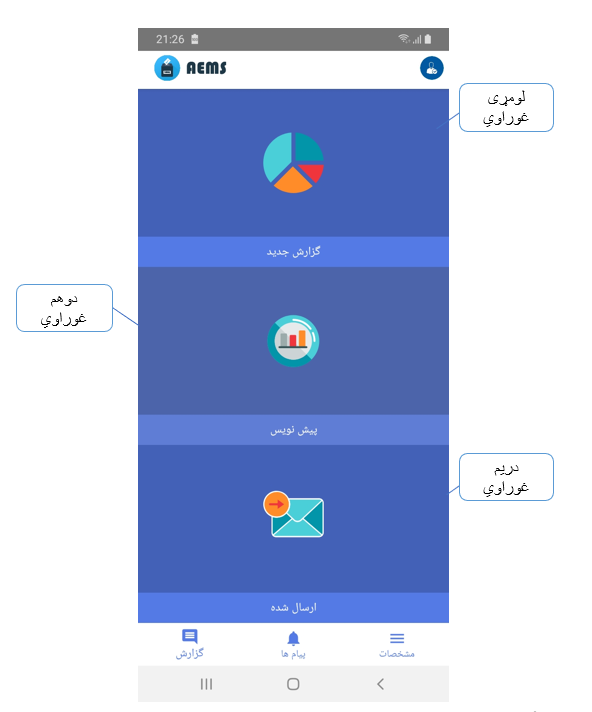 21:26
AEMS
لومړی
غوراوي
گزارش جدید
دوهم
غوراوي
پیش نویس
دریم
غوراوي
ارسال شده
گزارش
پیام ها
مشخصات